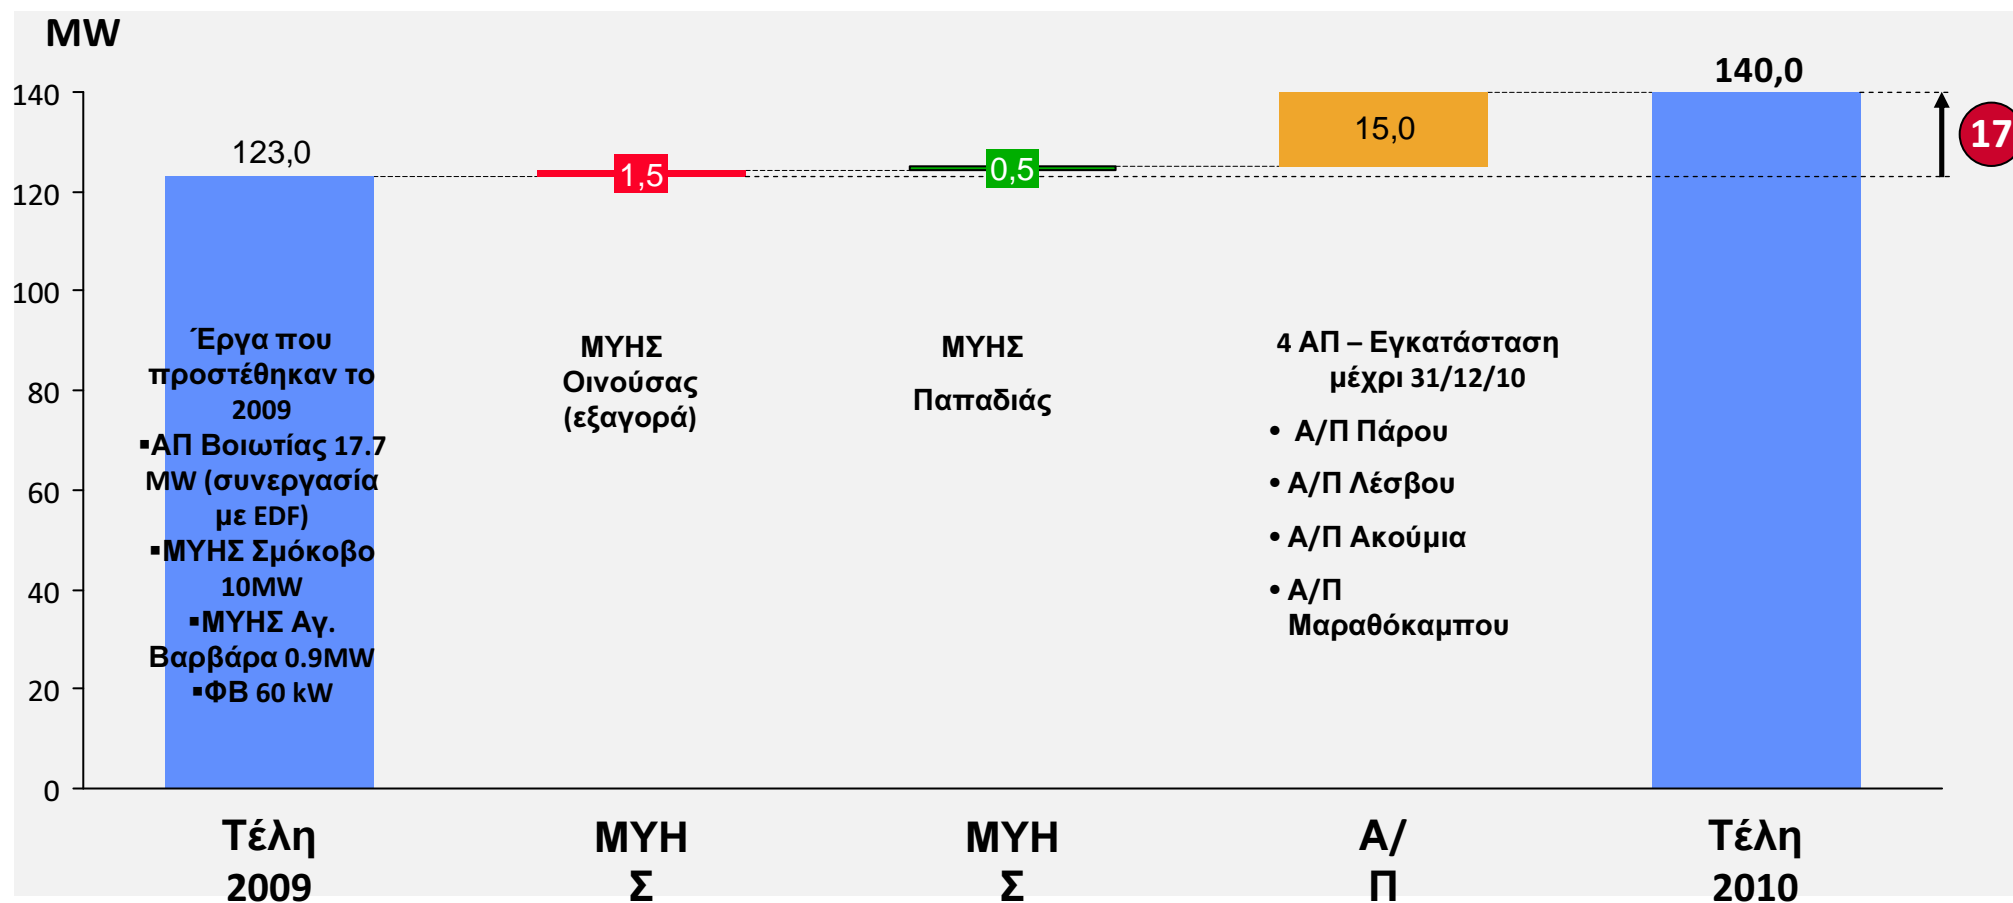 MW
140
120
100
80
60
40
20
0
123,0
1,5
0,5
15,0
140,0
17
Έργα που
προστέθηκαν το
2009
▪ΑΠ Βοιωτίας 17.7
MW (συνεργασία
με EDF)
▪ΜΥΗΣ Σμόκοβο
10MW
▪ΜΥΗΣ Αγ.
Βαρβάρα 0.9MW
▪ΦΒ 60 kW
ΜΥΗΣ
Οινούσας
(εξαγορά)
ΜΥΗΣ
Παπαδιάς
4 ΑΠ – Εγκατάσταση
μέχρι 31/12/10
• Α/Π Πάρου
• Α/Π Λέσβου
• Α/Π Ακούμια
• Α/Π
Μαραθόκαμπου
Τέλη
2009
ΜΥΗ
Σ
ΜΥΗ
Σ
Α/
Π
Τέλη
2010